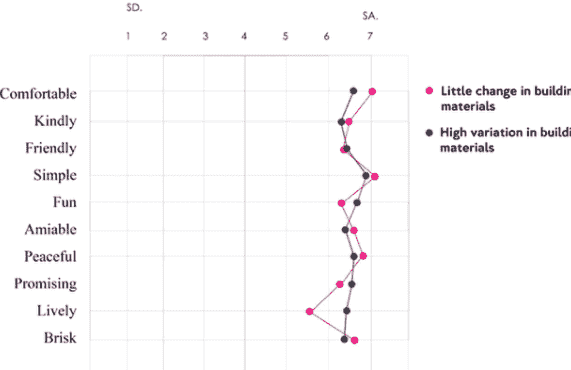 SD.
SA.
1 2 3 4 5 6 7
Comfortable
Kindly
Friendly
Simple
Fun
Amiable
Peaceful
Promising
Lively
Brisk
Little change in buildin
materials
High variation in buildi
materials